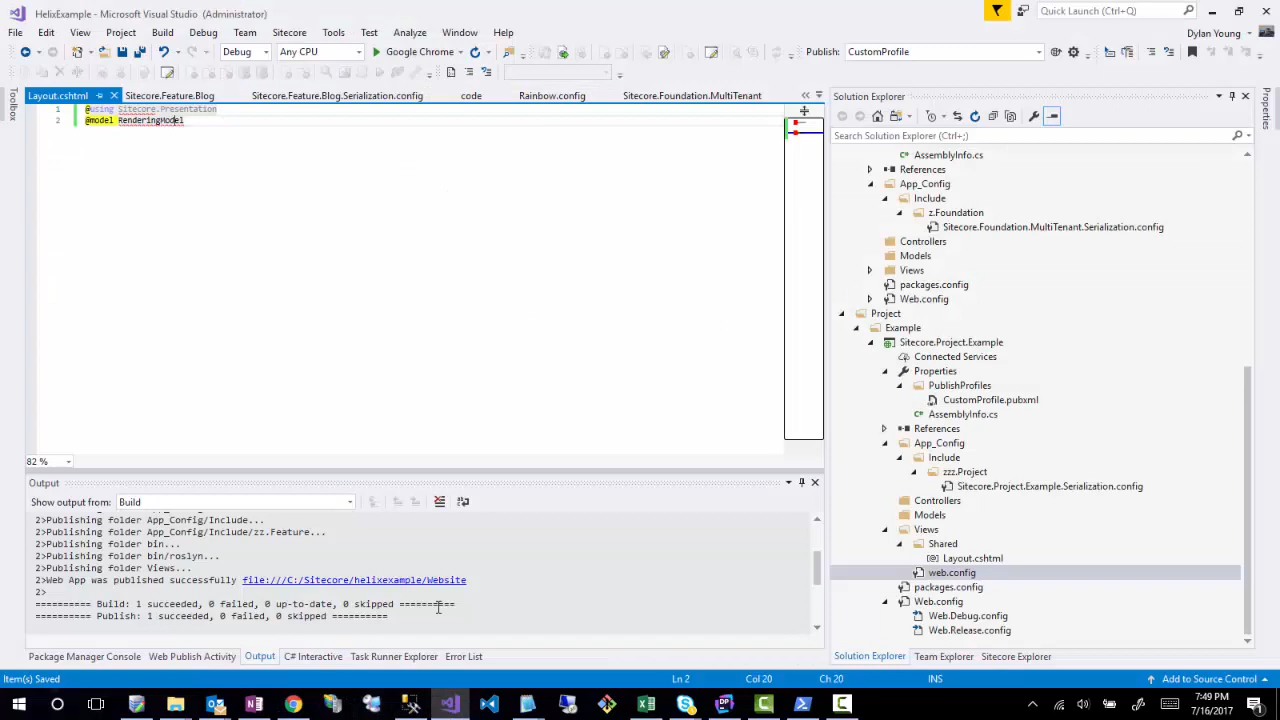 HelixExample - Microsoft Visual Studio (Administrator)
Quick Launch (Ctrl+Q)
File Edit View Project Build Debug Team Sitecore Tools Test Analyze Window Help
Dylan Young
Debug Any CPU Google Chrome Publish: CustomProfile
Toolbox
Layout.cshtml Sitecore.Feature.Blog Sitecore.Feature.Blog.Serialization.config code Rainbow.config Sitecore.Foundation.MultiTenant
1 @using Sitecore.Presentation
2 @model RenderingModel
82 %
Output
Show output from: Build
2>Publishing folder App_Config/Include...
2>Publishing folder App_Config/Include/zz.Feature...
2>Publishing folder bin...
2>Publishing folder bin/roslyn...
2>Publishing folder Views...
2>Web App was published successfully file:///C:/Sitecore/helixexample/Website
2>
========== Build: 1 succeeded, 0 failed, 0 up-to-date, 0 skipped ==========
========== Publish: 1 succeeded, 0 failed, 0 skipped ==========
Package Manager Console Web Publish Activity Output C# Interactive Task Runner Explorer Error List
Solution Explorer
Search Solution Explorer (Ctrl+;)
AssemblyInfo.cs
References
App_Config
Include
z.Foundation
Sitecore.Foundation.MultiTenant.Serialization.config
Controllers
Models
Views
packages.config
Web.config
Project
Example
Sitecore.Project.Example
Connected Services
Properties
PublishProfiles
CustomProfile.pubxml
AssemblyInfo.cs
References
App_Config
Include
zzz.Project
Sitecore.Project.Example.Serialization.config
Controllers
Models
Views
Shared
Layout.cshtml
web.config
packages.config
Web.config
Web.Debug.config
Web.Release.config
Solution Explorer Team Explorer Sitecore Explorer
Properties
Item(s) Saved Ln 2 Col 20 Ch 20 INS Add to Source Control
7:49 PM
7/16/2017